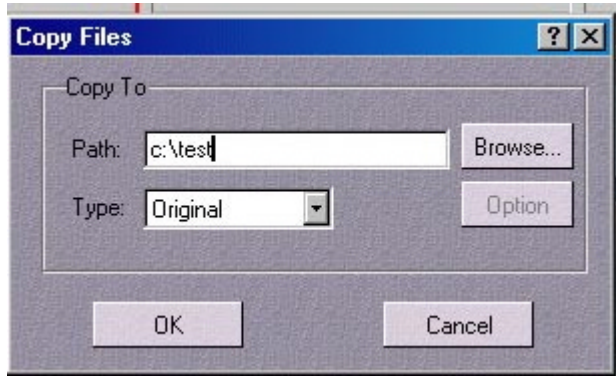 Copy Files
Copy To
Path: c:\test Browse...
Type: Original Option
OK Cancel